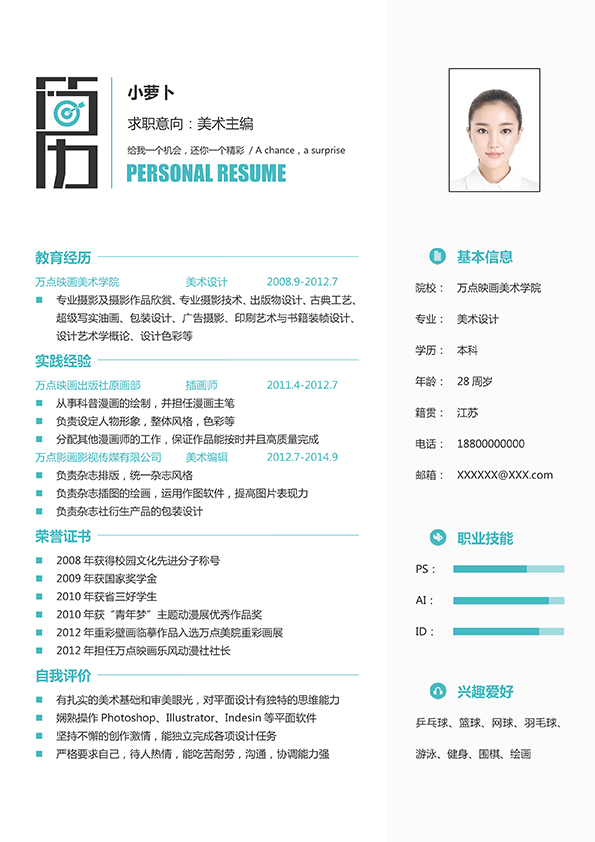 简历
小萝卜
求职意向：美术主编
给我一个机会，还你一个精彩 / A chance，a surprise
PERSONAL RESUME
教育经历
万点映画美术学院 美术设计 2008.9-2012.7
专业摄影及摄影作品欣赏、专业摄影技术、出版物设计、古典工艺、
超级写实油画、包装设计、广告摄影、印刷艺术与书籍装帧设计、
设计艺术学概论、设计色彩等
实践经验
万点映画出版社原画部 插画师 2011.4-2012.7
从事科普漫画的绘制，并担任漫画主笔
负责设定人物形象，整体风格，色彩等
分配其他漫画师的工作，保证作品能按时并且高质量完成
万点影画影视传媒有限公司 美术编辑 2012.7-2014.9
负责杂志排版，统一杂志风格
负责杂志插图的绘画，运用作图软件，提高图片表现力
负责杂志社衍生产品的包装设计
荣誉证书
2008 年获得校园文化先进分子称号
2009 年获国家奖学金
2010 年获省三好学生
2010 年获“青年梦”主题动漫展优秀作品奖
2012 年重彩壁画临摹作品入选万点美院重彩画展
2012 年担任万点映画乐风动漫社社长
自我评价
有扎实的美术基础和审美眼光，对平面设计有独特的思维能力
娴熟操作 Photoshop、Illustrator、Indesin 等平面软件
坚持不懈的创作激情，能独立完成各项设计任务
严格要求自己，待人热情，能吃苦耐劳，沟通，协调能力强
基本信息
院校： 万点映画美术学院
专业： 美术设计
学历： 本科
年龄： 28 周岁
籍贯： 江苏
电话： 18800000000
邮箱： XXXXXX@XXX.com
职业技能
PS：
AI：
ID：
兴趣爱好
乒乓球、篮球、网球、羽毛球、
游泳、健身、围棋、绘画